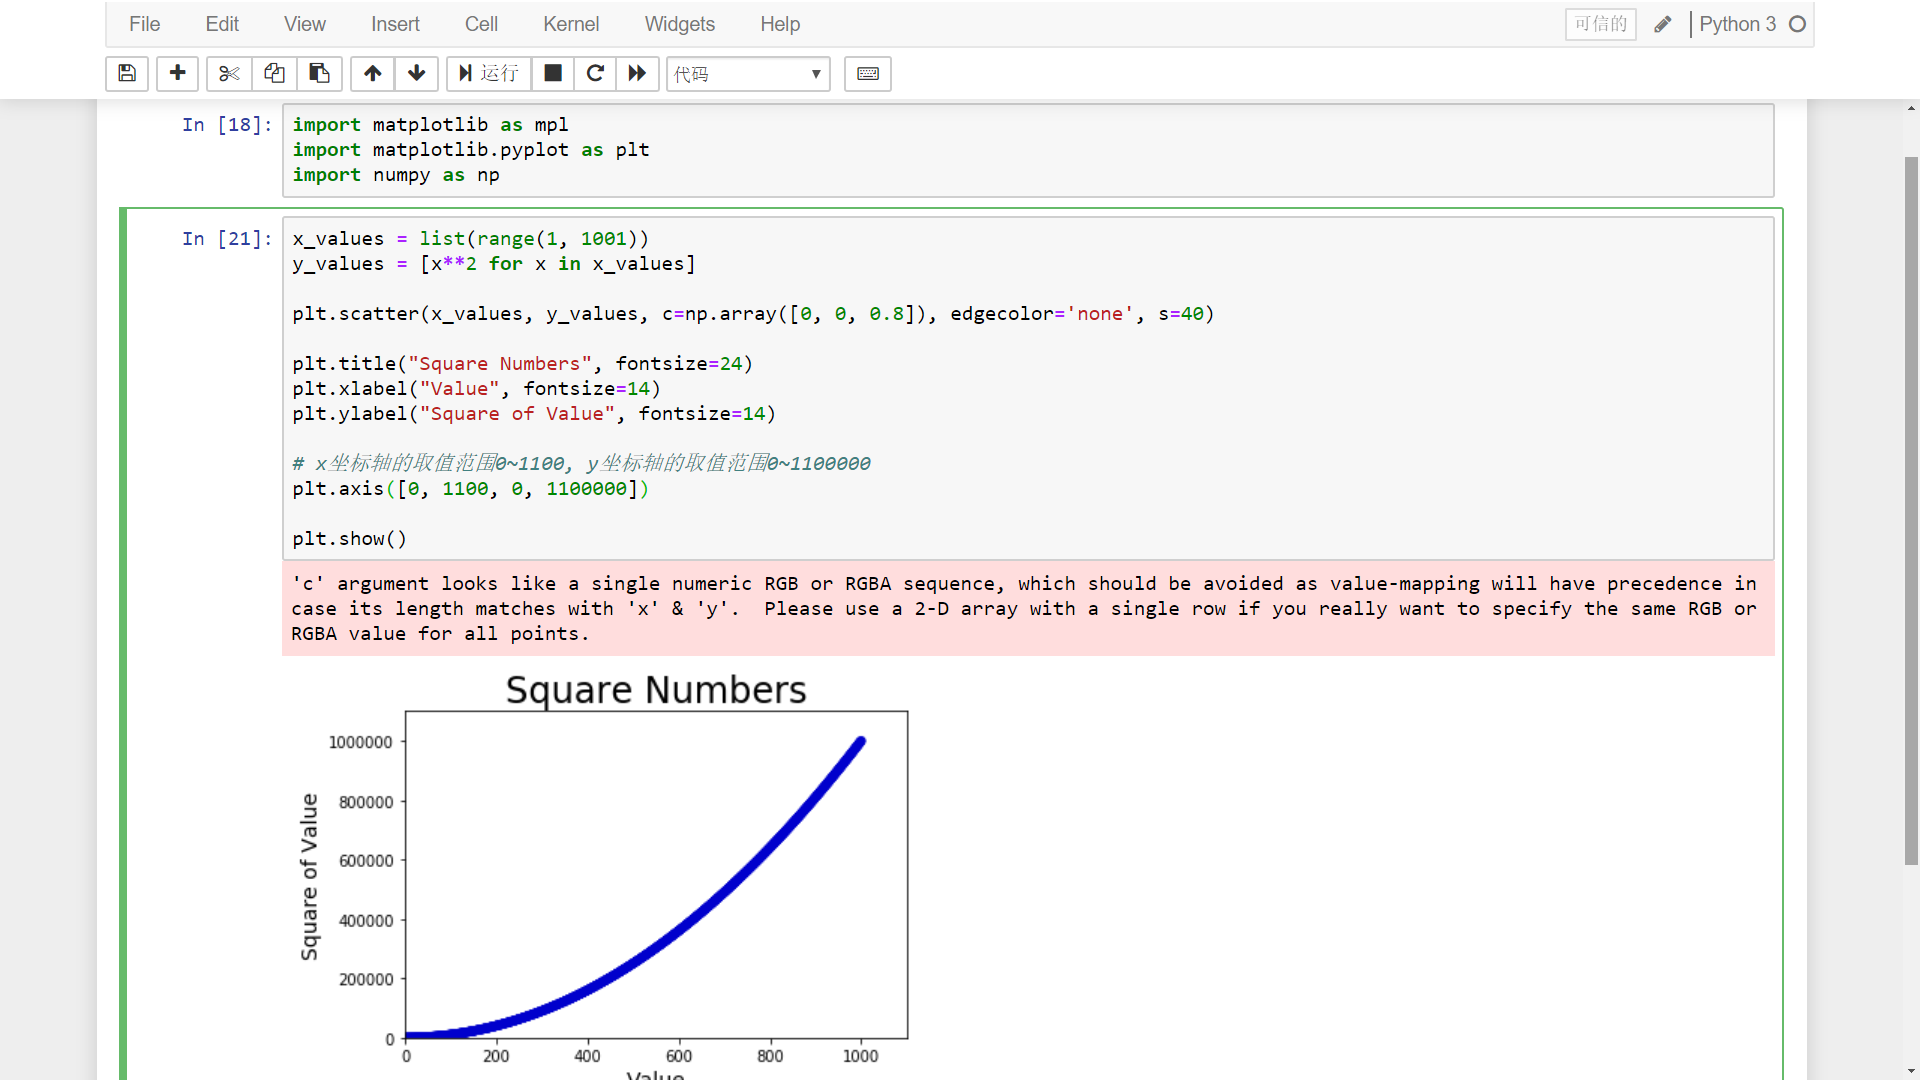 File Edit View Insert Cell Kernel Widgets Help 可信的 Python 3
运行 代码
In [18]: import matplotlib as mpl
import matplotlib.pyplot as plt
import numpy as np
In [21]: x_values = list(range(1, 1001))
y_values = [x**2 for x in x_values]
plt.scatter(x_values, y_values, c=np.array([0, 0, 0.8]), edgecolor='none', s=40)
plt.title("Square Numbers", fontsize=24)
plt.xlabel("Value", fontsize=14)
plt.ylabel("Square of Value", fontsize=14)
# x坐标轴的取值范围0~1100, y坐标轴的取值范围0~1100000
plt.axis([0, 1100, 0, 1100000])
plt.show()
'c' argument looks like a single numeric RGB or RGBA sequence, which should be avoided as value-mapping will have precedence in
case its length matches with 'x' & 'y'.  Please use a 2-D array with a single row if you really want to specify the same RGB or
RGBA value for all points.
Square Numbers
Square of Value
1000000
800000
600000
400000
200000
0
0 200 400 600 800 1000
Value